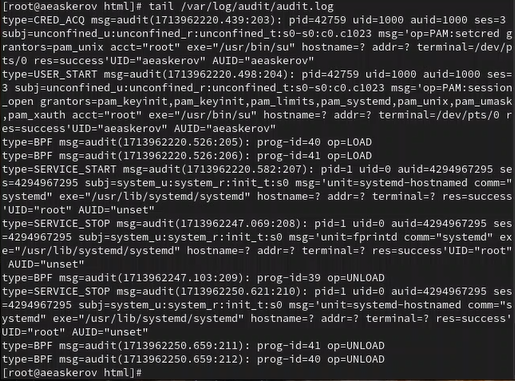 [root@aeaskerov html]# tail /var/log/audit/audit.log
type=CRED_ACQ msg=audit(1713962220.439:203): pid=42759 uid=1000 auid=1000 ses=3
subj=unconfined_u:unconfined_r:unconfined_t:s0-s0:c0.c1023 msg='op=PAM:setcred g
rantors=pam_unix acct="root" exe="/usr/bin/su" hostname=? addr=? terminal=/dev/p
ts/0 res=success'UID="aeaskerov" AUID="aeaskerov"
type=USER_START msg=audit(1713962220.498:204): pid=42759 uid=1000 auid=1000 ses=
3 subj=unconfined_u:unconfined_r:unconfined_t:s0-s0:c0.c1023 msg='op=PAM:session
_open grantors=pam_keyinit,pam_keyinit,pam_limits,pam_systemd,pam_unix,pam_umask
,pam_xauth acct="root" exe="/usr/bin/su" hostname=? addr=? terminal=/dev/pts/0 r
es=success'UID="aeaskerov" AUID="aeaskerov"
type=BPF msg=audit(1713962220.526:205): prog-id=40 op=LOAD
type=BPF msg=audit(1713962220.526:206): prog-id=41 op=LOAD
type=SERVICE_START msg=audit(1713962220.582:207): pid=1 uid=0 auid=4294967295 se
s=4294967295 subj=system_u:system_r:init_t:s0 msg='unit=systemd-hostnamed comm="
systemd" exe="/usr/lib/systemd/systemd" hostname=? addr=? terminal=? res=success
'UID="root" AUID="unset"
type=SERVICE_STOP msg=audit(1713962247.069:208): pid=1 uid=0 auid=4294967295 ses
=4294967295 subj=system_u:system_r:init_t:s0 msg='unit=fprintd comm="systemd" ex
e="/usr/lib/systemd/systemd" hostname=? addr=? terminal=? res=success'UID="root"
 AUID="unset"
type=BPF msg=audit(1713962247.103:209): prog-id=39 op=UNLOAD
type=SERVICE_STOP msg=audit(1713962250.621:210): pid=1 uid=0 auid=4294967295 ses
=4294967295 subj=system_u:system_r:init_t:s0 msg='unit=systemd-hostnamed comm="s
ystemd" exe="/usr/lib/systemd/systemd" hostname=? addr=? terminal=? res=success'
UID="root" AUID="unset"
type=BPF msg=audit(1713962250.659:211): prog-id=41 op=UNLOAD
type=BPF msg=audit(1713962250.659:212): prog-id=40 op=UNLOAD
[root@aeaskerov html]#